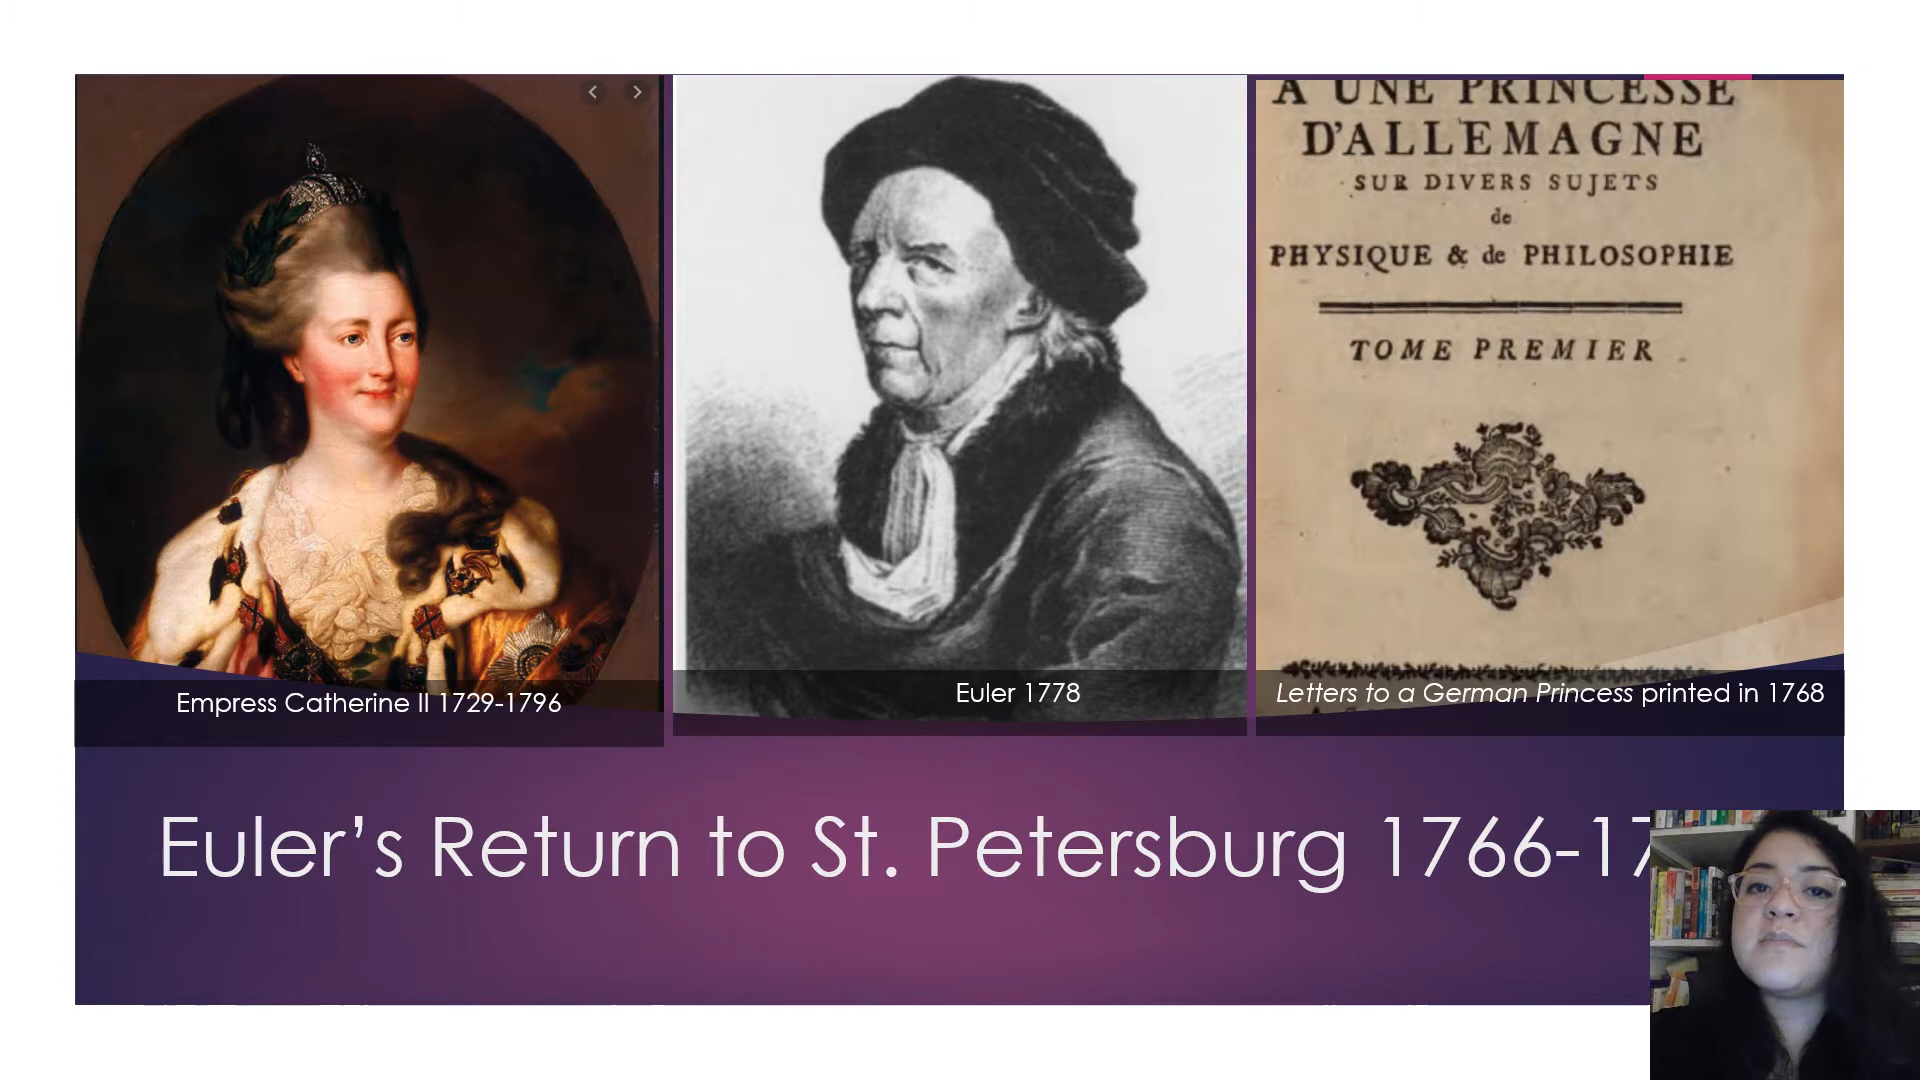 A UNE PRINCESSE
D'ALLEMAGNE
SUR DIVERS SUJETS
de
PHYSIQUE & de PHILOSOPHIE
TOME PREMIER
Empress Catherine II 1729-1796
Euler 1778
Letters to a German Princess printed in 1768
Euler’s Return to St. Petersburg 1766-17